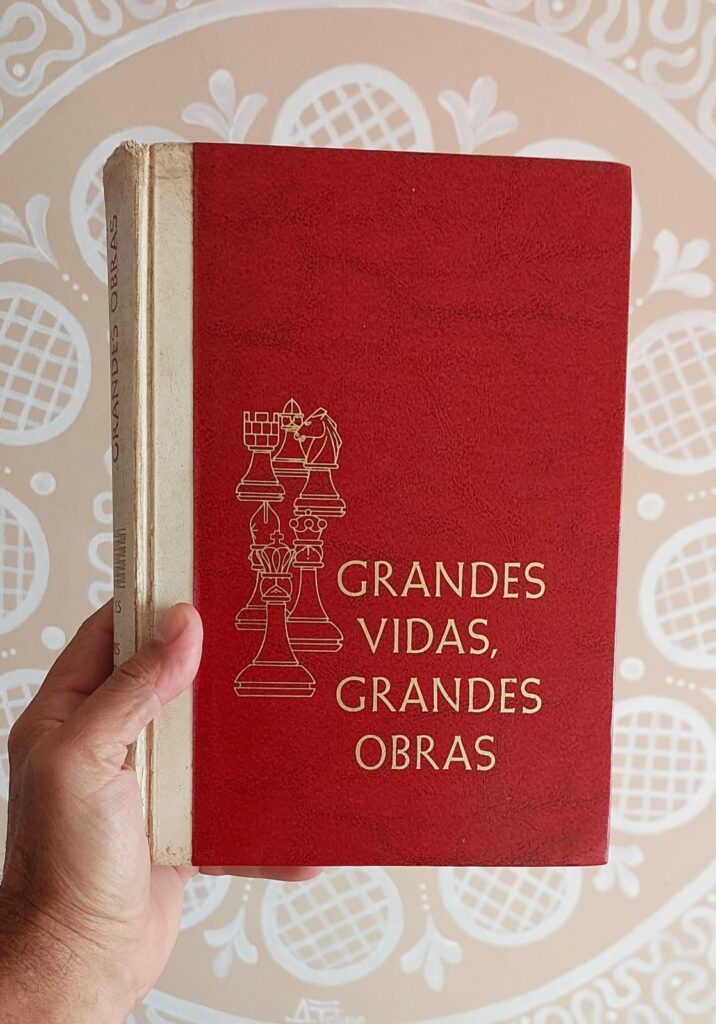 GRANDES OBRAS
GRANDES
VIDAS,
GRANDES
OBRAS